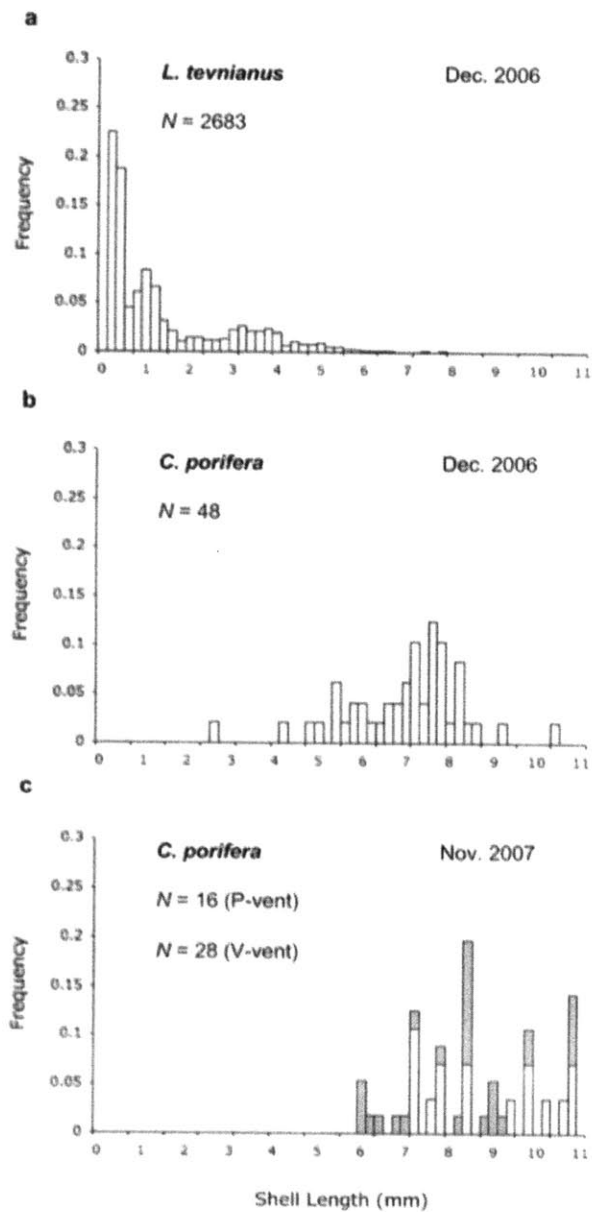 a
L. tevnianus Dec. 2006
N = 2683
Frequency
0.3
0.25
0.2
0.15
0.1
0.05
0
0 1 2 3 4 5 6 7 8 9 10 11
b
C. porifera Dec. 2006
N = 48
Frequency
0.3
0.25
0.2
0.15
0.1
0.05
0
0 1 2 3 4 5 6 7 8 9 10 11
c
C. porifera Nov. 2007
N = 16 (P-vent)
N = 28 (V-vent)
Frequency
0.3
0.25
0.2
0.15
0.1
0.05
0
0 1 2 3 4 5 6 7 8 9 10 11
Shell Length (mm)